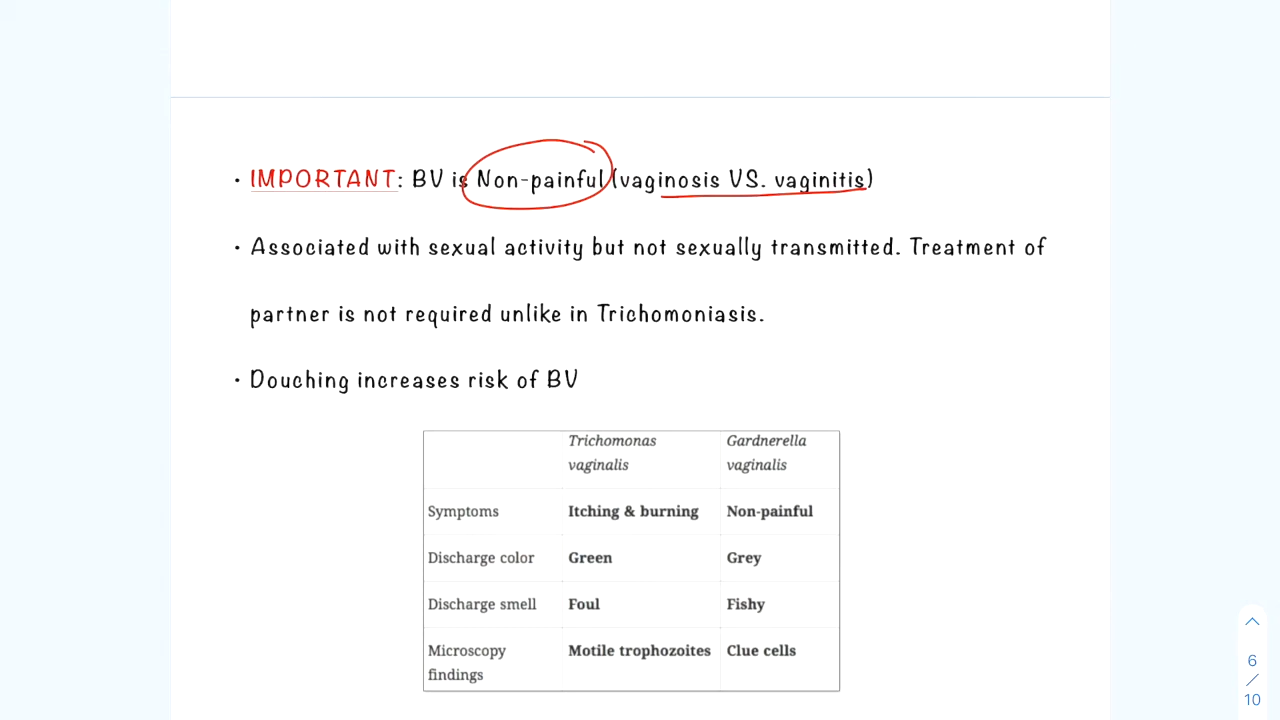 • IMPORTANT: BV is Non-painful (vaginosis VS. vaginitis)
• Associated with sexual activity but not sexually transmitted. Treatment of
partner is not required unlike in Trichomoniasis.
• Douching increases risk of BV
Trichomonas vaginalis
Gardnerella vaginalis
Symptoms Itching & burning Non-painful
Discharge color Green Grey
Discharge smell Foul Fishy
Microscopy findings Motile trophozoites Clue cells
6
/
10